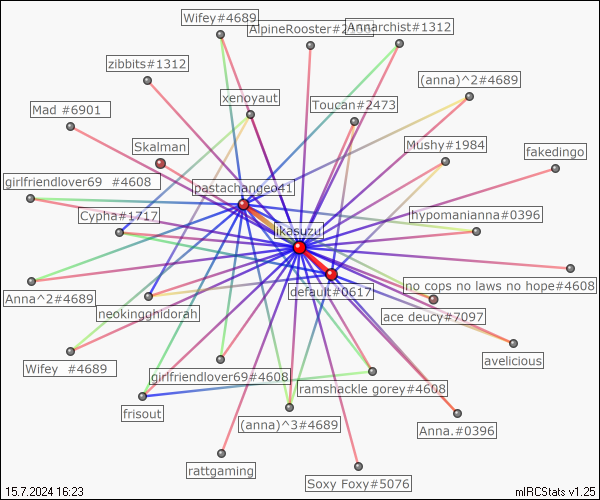 Wifey#4689
AlpineRooster#2
Annarchist#1312
zibbits#1312
(anna)^2#4689
xenoyaut
Toucan#2473
Mad #6901
Skalman
Mushy#1984
fakedingo
girlfriendlover69 #4608
pastachangeo41
Cypha#1717
hypomanianna#0396
ikasuzu
Anna^2#4689
default#0617
no cops no laws no hope#4608
neokingghidorah
ace deucy#7097
avelicious
Wifey #4689
girlfriendlover69#4608
ramshackle gorey#4608
frisout
(anna)^3#4689
Anna.#0396
rattgaming
Soxy Foxy#5076
15.7.2024 16:23
mIRCStats v1.25